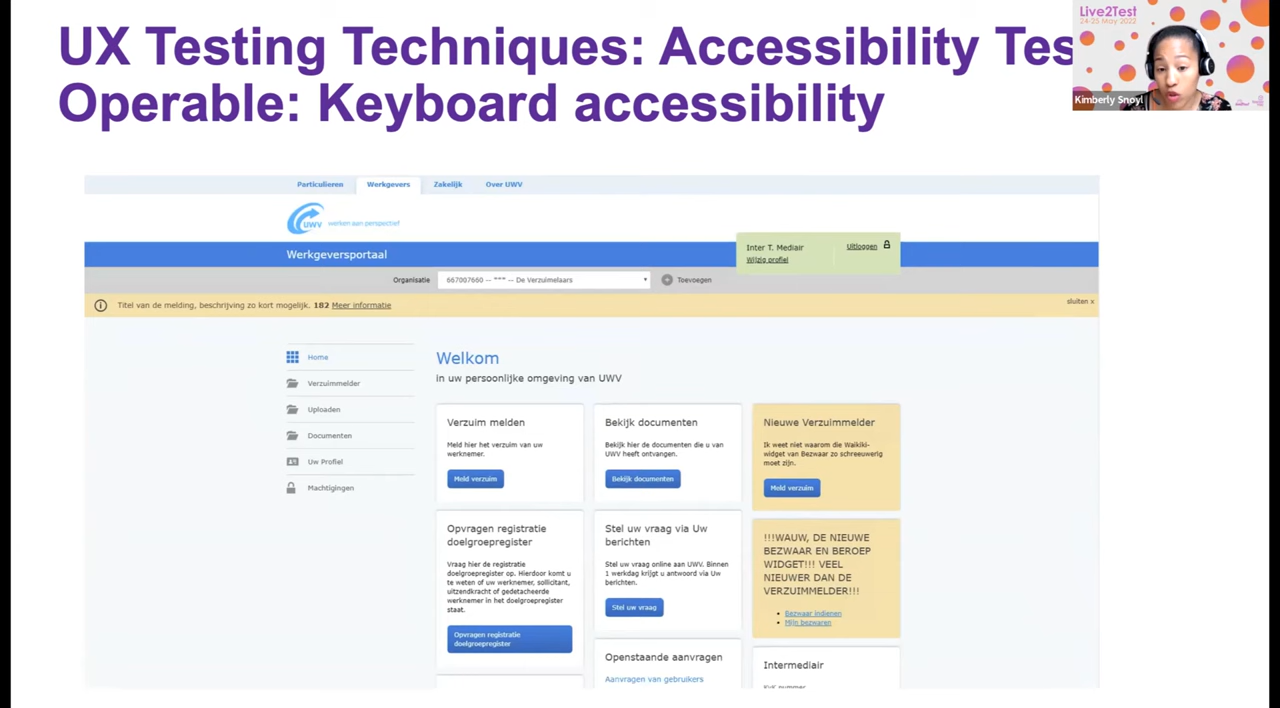 UX Testing Techniques: Accessibility Tes
Operable: Keyboard accessibility
Live2Test
24-25 May 2022
Kimberly Snoyl
Particulieren
Werkgevers
Zakelijk
Over UWV
UWV
werken aan perspectief
Werkgeversportaal
Inter T. Mediair
Uitloggen
Wijzig profiel
Organisatie
667007660 -- *** -- De Verzuimelaars
Toevoegen
Titel van de melding, beschrijving zo kort mogelijk. 182 Meer informatie
sluiten x
Home
Verzuimmelder
Uploaden
Documenten
Uw Profiel
Machtigingen
Welkom
in uw persoonlijke omgeving van UWV
Verzuim melden
Meld hier het verzuim van uw
werknemer.
Meld verzuim
Bekijk documenten
Bekijk hier de documenten die u van
UWV heeft ontvangen.
Bekijk documenten
Nieuwe Verzuimmelder
Ik weet niet waarom die Waikiki-
widget van Bezwaar zo schreeuwerig
moet zijn.
Meld verzuim
Opvragen registratie
doelgroepregister
Vraag hier de registratie
doelgroepregister op. Hierdoor komt u
te weten of uw werknemer, sollicitant,
uitzendkracht of gedetacheerde
werknemer in het doelgroepregister
staat.
Opvragen registratie
doelgroepregister
Stel uw vraag via Uw
berichten
Stel uw vraag online aan UWV. Binnen
1 werkdag krijgt u antwoord via Uw
berichten.
Stel uw vraag
!!!WAUW, DE NIEUWE
BEZWAAR EN BEROEP
WIDGET!!! VEEL
NIEUWER DAN DE
VERZUIMMELDER!!!
Bezwaar indienen
Mijn bezwaren
Openstaande aanvragen
Aanvragen van gebruikers
Intermediair
KvK nummer